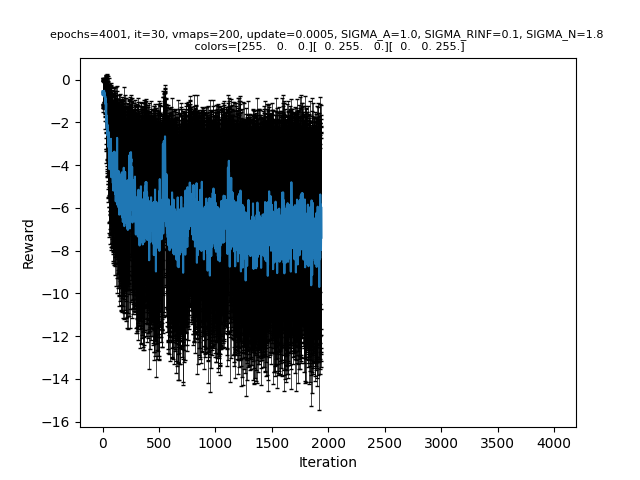 epochs=4001, it=30, vmaps=200, update=0.0005, SIGMA_A=1.0, SIGMA_RINF=0.1, SIGMA_N=1.8
colors=[255.   0.   0.][  0. 255.   0.][  0.   0. 255.]
0
−2
−4
−6
−8
−10
−12
−14
−16
Reward
0 500 1000 1500 2000 2500 3000 3500 4000
Iteration